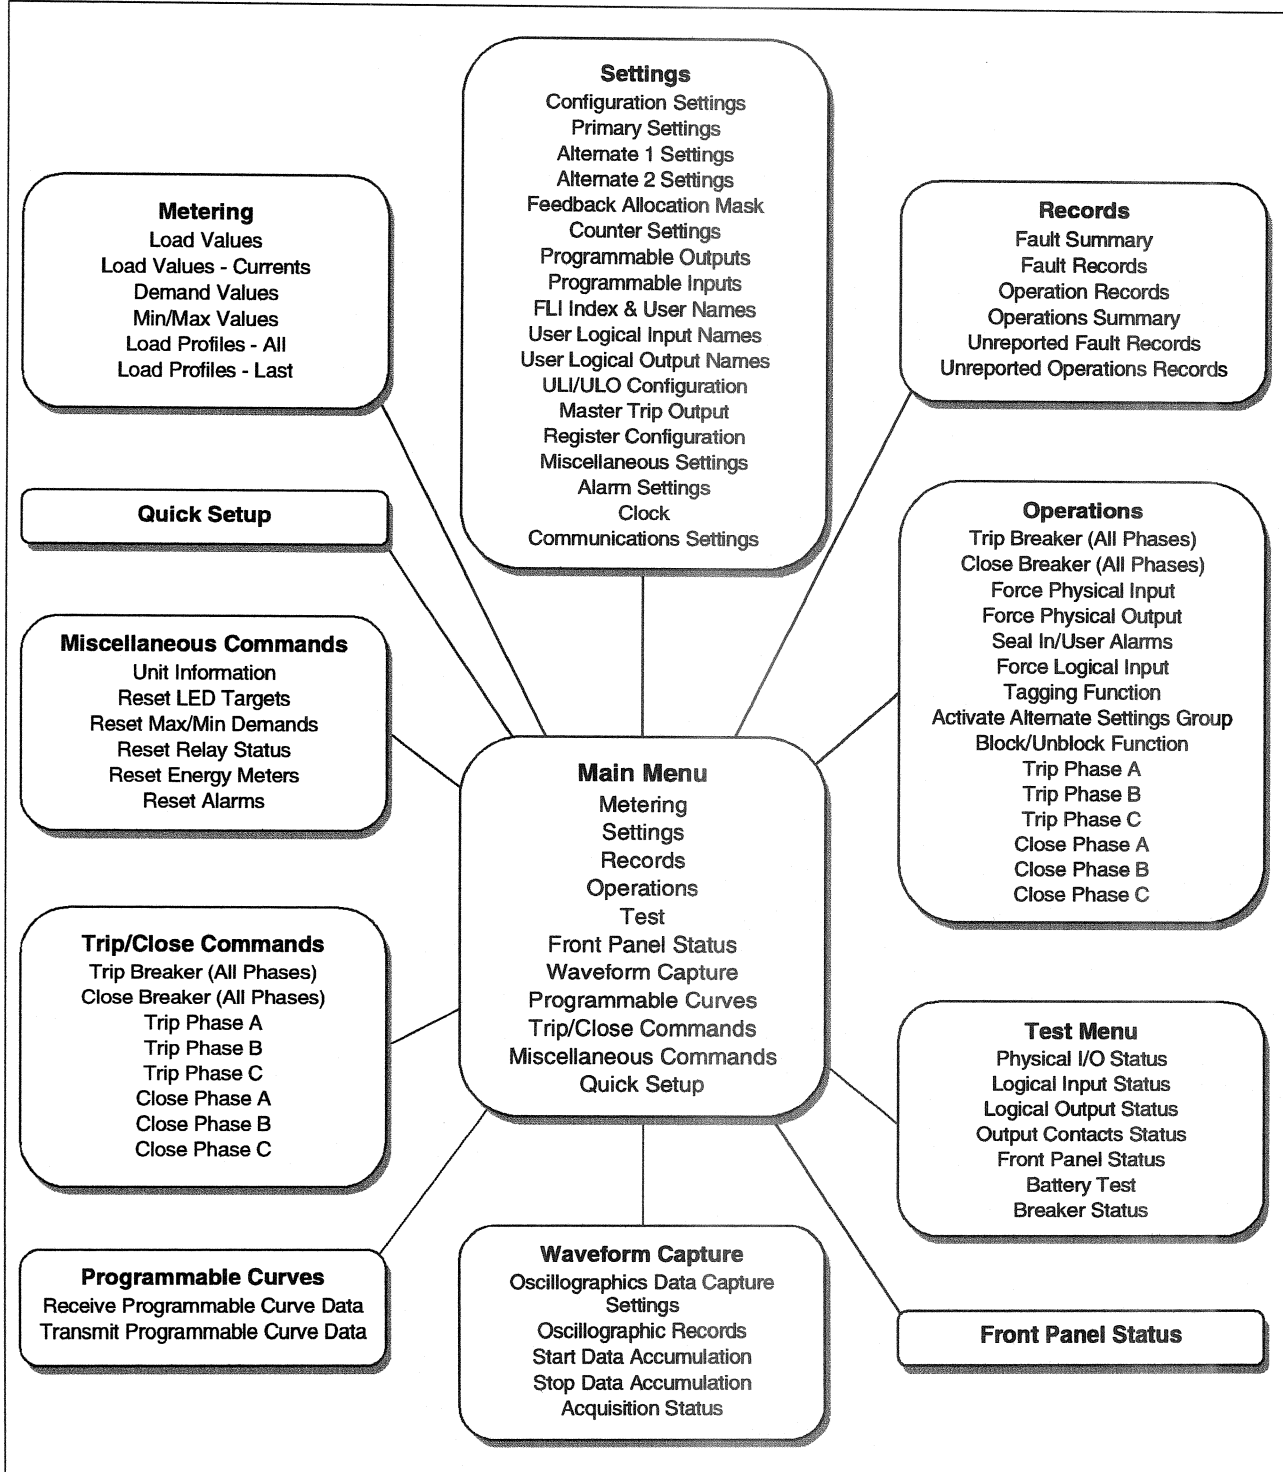 Settings
Configuration Settings
Primary Settings
Alternate 1 Settings
Alternate 2 Settings
Feedback Allocation Mask
Counter Settings
Programmable Outputs
Programmable Inputs
FLI Index & User Names
User Logical Input Names
User Logical Output Names
ULI/ULO Configuration
Master Trip Output
Register Configuration
Miscellaneous Settings
Alarm Settings
Clock
Communications Settings
Metering
Load Values
Load Values - Currents
Demand Values
Min/Max Values
Load Profiles - All
Load Profiles - Last
Records
Fault Summary
Fault Records
Operation Records
Operations Summary
Unreported Fault Records
Unreported Operations Records
Quick Setup
Operations
Trip Breaker (All Phases)
Close Breaker (All Phases)
Force Physical Input
Force Physical Output
Seal In/User Alarms
Force Logical Input
Tagging Function
Activate Alternate Settings Group
Block/Unblock Function
Trip Phase A
Trip Phase B
Trip Phase C
Close Phase A
Close Phase B
Close Phase C
Miscellaneous Commands
Unit Information
Reset LED Targets
Reset Max/Min Demands
Reset Relay Status
Reset Energy Meters
Reset Alarms
Main Menu
Metering
Settings
Records
Operations
Test
Front Panel Status
Waveform Capture
Programmable Curves
Trip/Close Commands
Miscellaneous Commands
Quick Setup
Trip/Close Commands
Trip Breaker (All Phases)
Close Breaker (All Phases)
Trip Phase A
Trip Phase B
Trip Phase C
Close Phase A
Close Phase B
Close Phase C
Test Menu
Physical I/O Status
Logical Input Status
Logical Output Status
Output Contacts Status
Front Panel Status
Battery Test
Breaker Status
Programmable Curves
Receive Programmable Curve Data
Transmit Programmable Curve Data
Waveform Capture
Oscillographics Data Capture
Settings
Oscillographic Records
Start Data Accumulation
Stop Data Accumulation
Acquisition Status
Front Panel Status